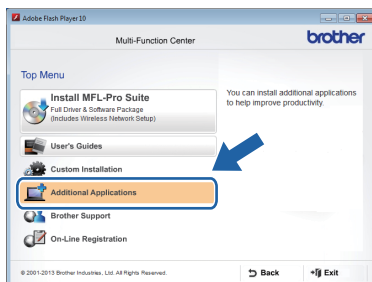 Adobe Flash Player 10
Multi-Function Center
brother
Top Menu
Install MFL-Pro Suite
Full Driver & Software Package
(Includes Wireless Network Setup)
You can install additional applications
to help improve productivity.
User's Guides
Custom Installation
Additional Applications
Brother Support
On-Line Registration
© 2001-2013 Brother Industries, Ltd. All Rights Reserved.
Back
Exit